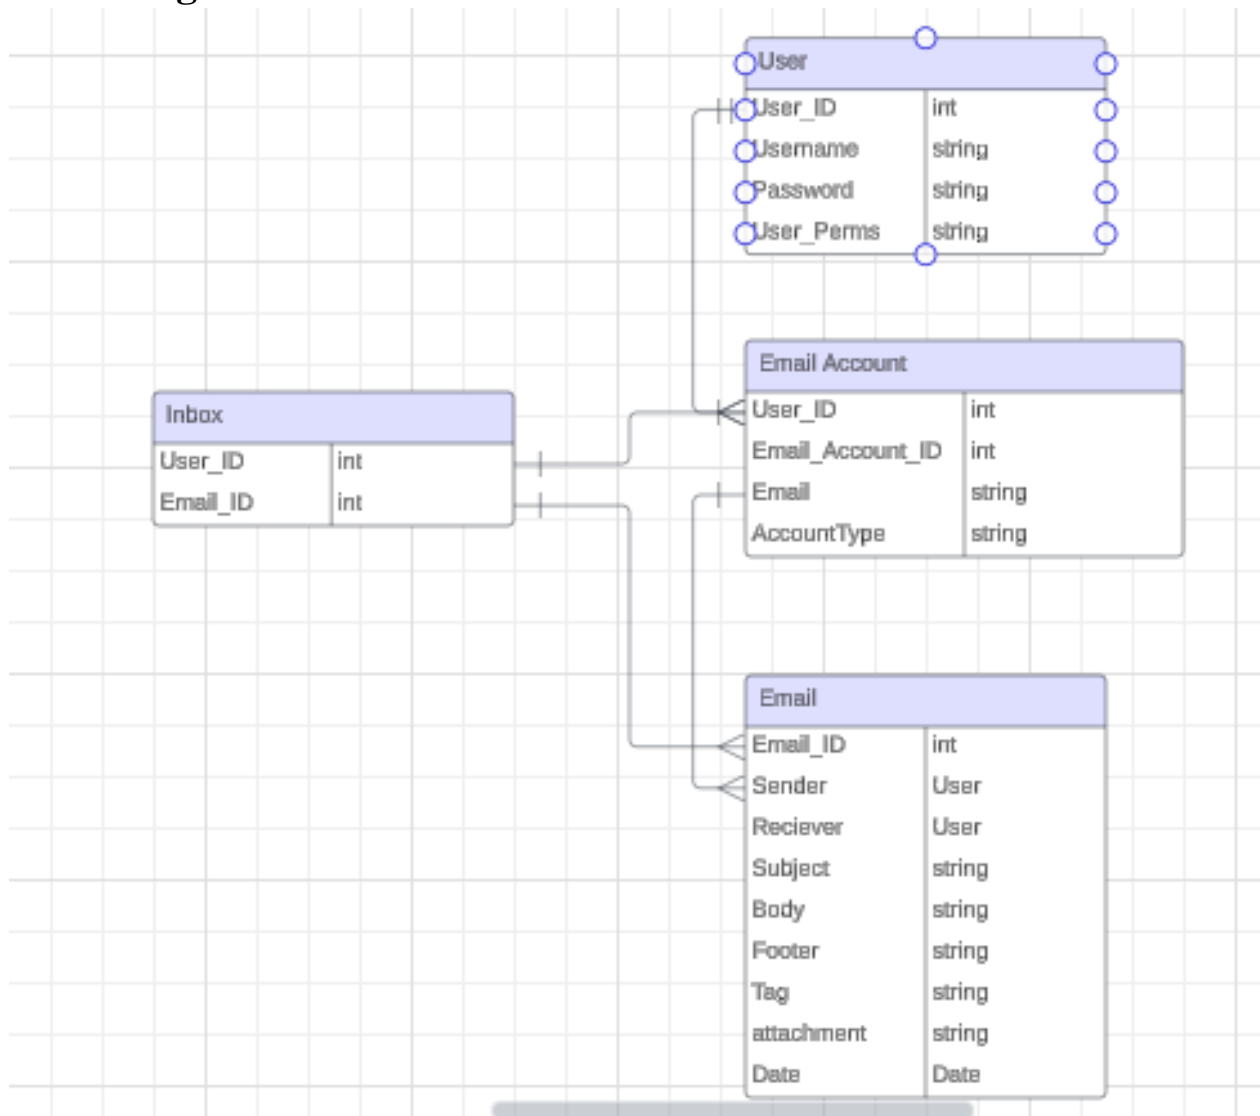 User
User_ID int
Username string
Password string
User_Perms string
Email Account
User_ID int
Email_Account_ID int
Email string
AccountType string
Inbox
User_ID int
Email_ID int
Email
Email_ID int
Sender User
Reciever User
Subject string
Body string
Footer string
Tag string
attachment string
Date Date